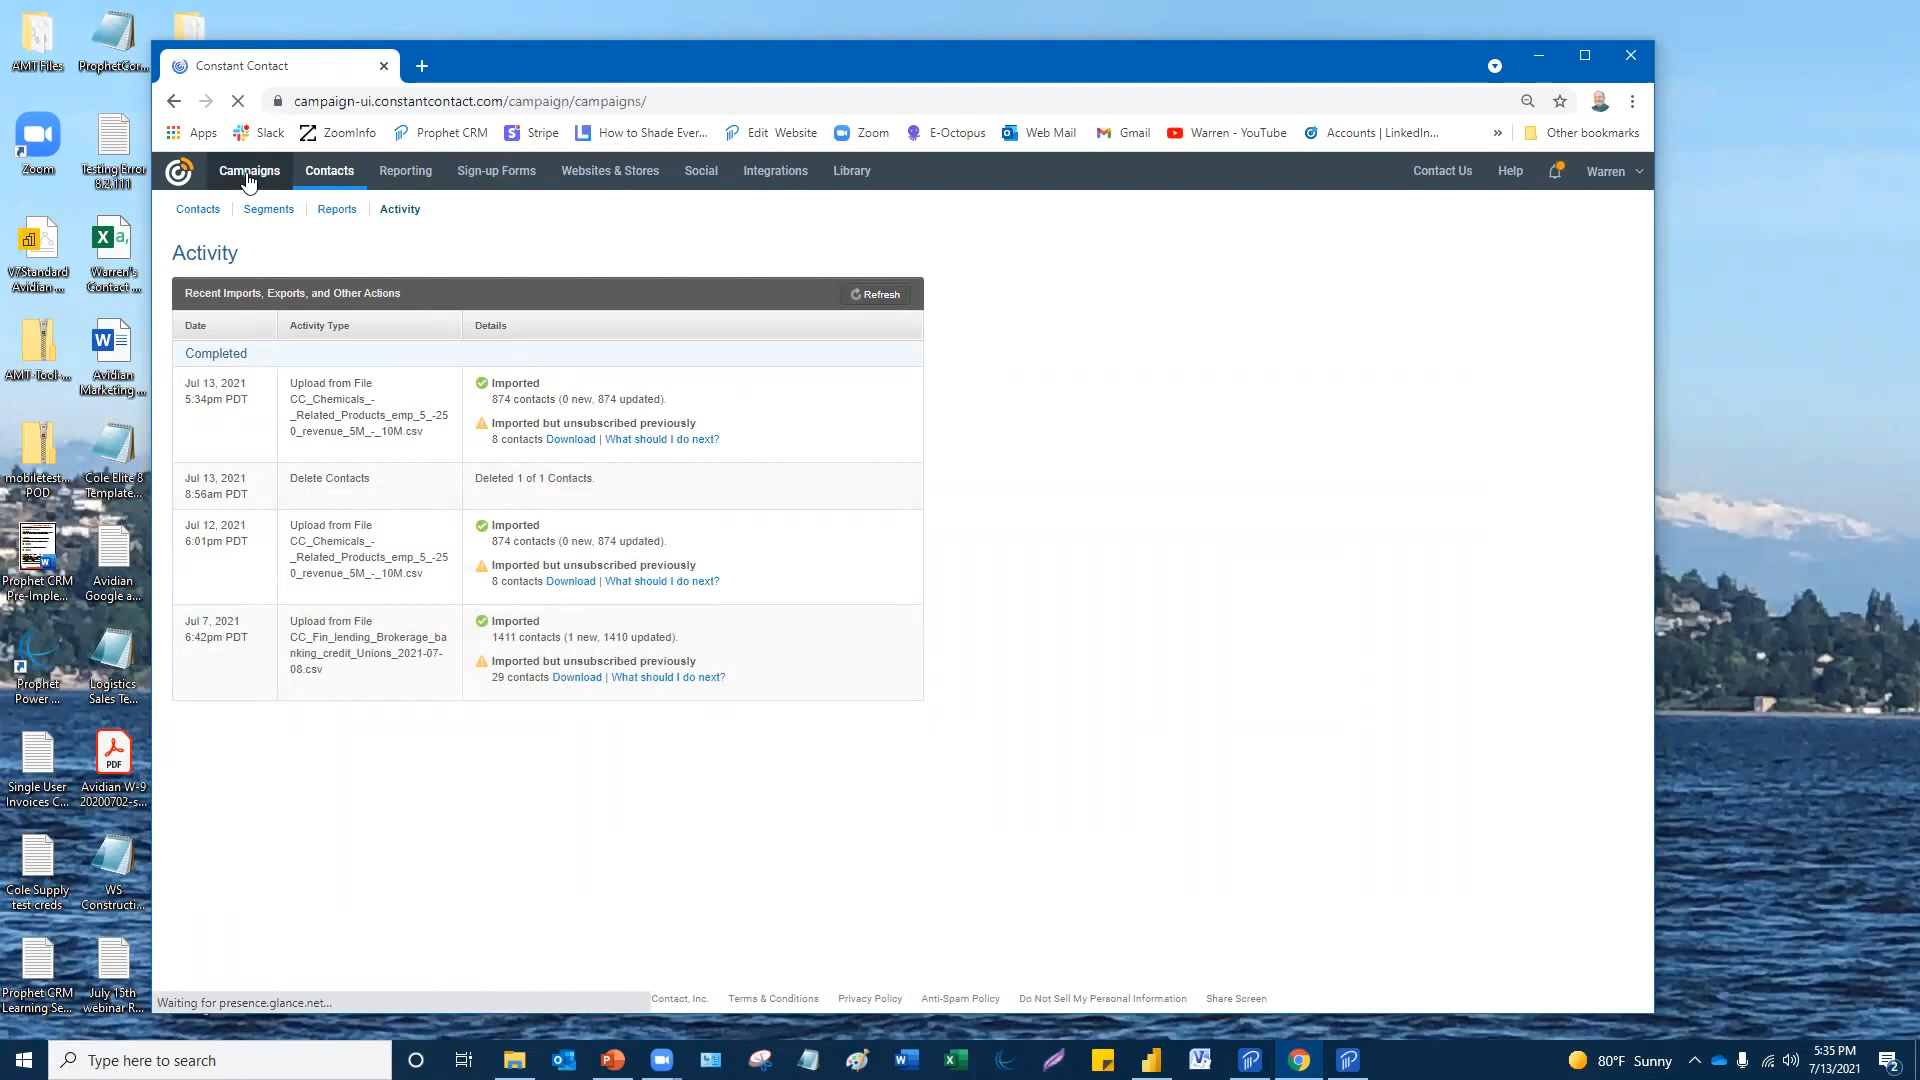 AMT Files
ProphetCor...
Zoom
Testing Error
8.2.111
V7Standard
Avidian ...
Warren's
Contact ...
AMT-Tool-...
Avidian
Marketing ...
mobiletest...
POD
Cole Elite 8
Template...
Prophet CRM
Pre-Imple...
Avidian
Google a...
Prophet
Power ...
Logistics
Sales Te...
Single User
Invoices C...
PDF
Avidian W-9
20200702-s...
Cole Supply
test creds
WS
Constructi...
Prophet CRM
Learning Se...
July 15th
webinar R...
Constant Contact
campaign-ui.constantcontact.com/campaign/campaigns/
Apps
Slack
ZoomInfo
Prophet CRM
Stripe
How to Shade Ever...
Edit Website
Zoom
E-Octopus
Web Mail
Gmail
Warren - YouTube
Accounts | LinkedIn...
»
Other bookmarks
Campaigns
Contacts
Reporting
Sign-up Forms
Websites & Stores
Social
Integrations
Library
Contact Us
Help
Warren
Contacts
Segments
Reports
Activity
Activity
Recent Imports, Exports, and Other Actions
Refresh
Date
Activity Type
Details
Completed
Jul 13, 2021
5:34pm PDT
Upload from File
CC_Chemicals_-
_Related_Products_emp_5_-25
0_revenue_5M_-_10M.csv
Imported
874 contacts (0 new, 874 updated).
Imported but unsubscribed previously
8 contacts Download | What should I do next?
Jul 13, 2021
8:56am PDT
Delete Contacts
Deleted 1 of 1 Contacts.
Jul 12, 2021
6:01pm PDT
Upload from File
CC_Chemicals_-
_Related_Products_emp_5_-25
0_revenue_5M_-_10M.csv
Imported
874 contacts (0 new, 874 updated).
Imported but unsubscribed previously
8 contacts Download | What should I do next?
Jul 7, 2021
6:42pm PDT
Upload from File
CC_Fin_lending_Brokerage_ba
nking_credit_Unions_2021-07-
08.csv
Imported
1411 contacts (1 new, 1410 updated).
Imported but unsubscribed previously
29 contacts Download | What should I do next?
Waiting for presence.glance.net...
Contact, Inc.
Terms & Conditions
Privacy Policy
Anti-Spam Policy
Do Not Sell My Personal Information
Share Screen
Type here to search
80°F Sunny
5:35 PM
7/13/2021
2